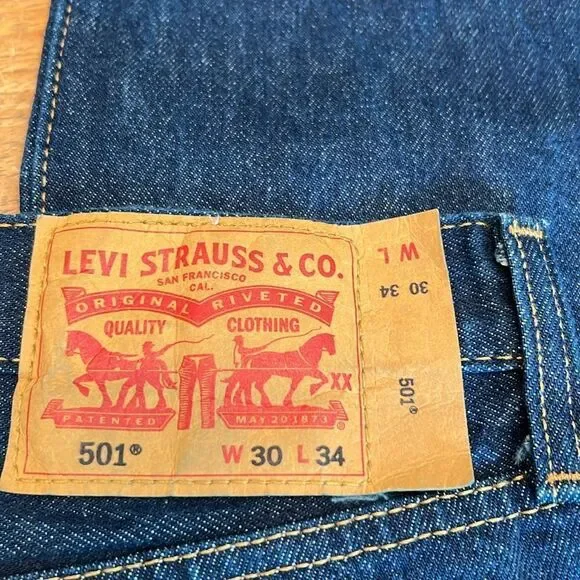 LEVI STRAUSS & CO.
SAN FRANCISCO
CAL.
ORIGINAL RIVETED
QUALITY CLOTHING
XX
PATENTED MAY 20 1873
501® W 30 L 34
W L
30 34
501®